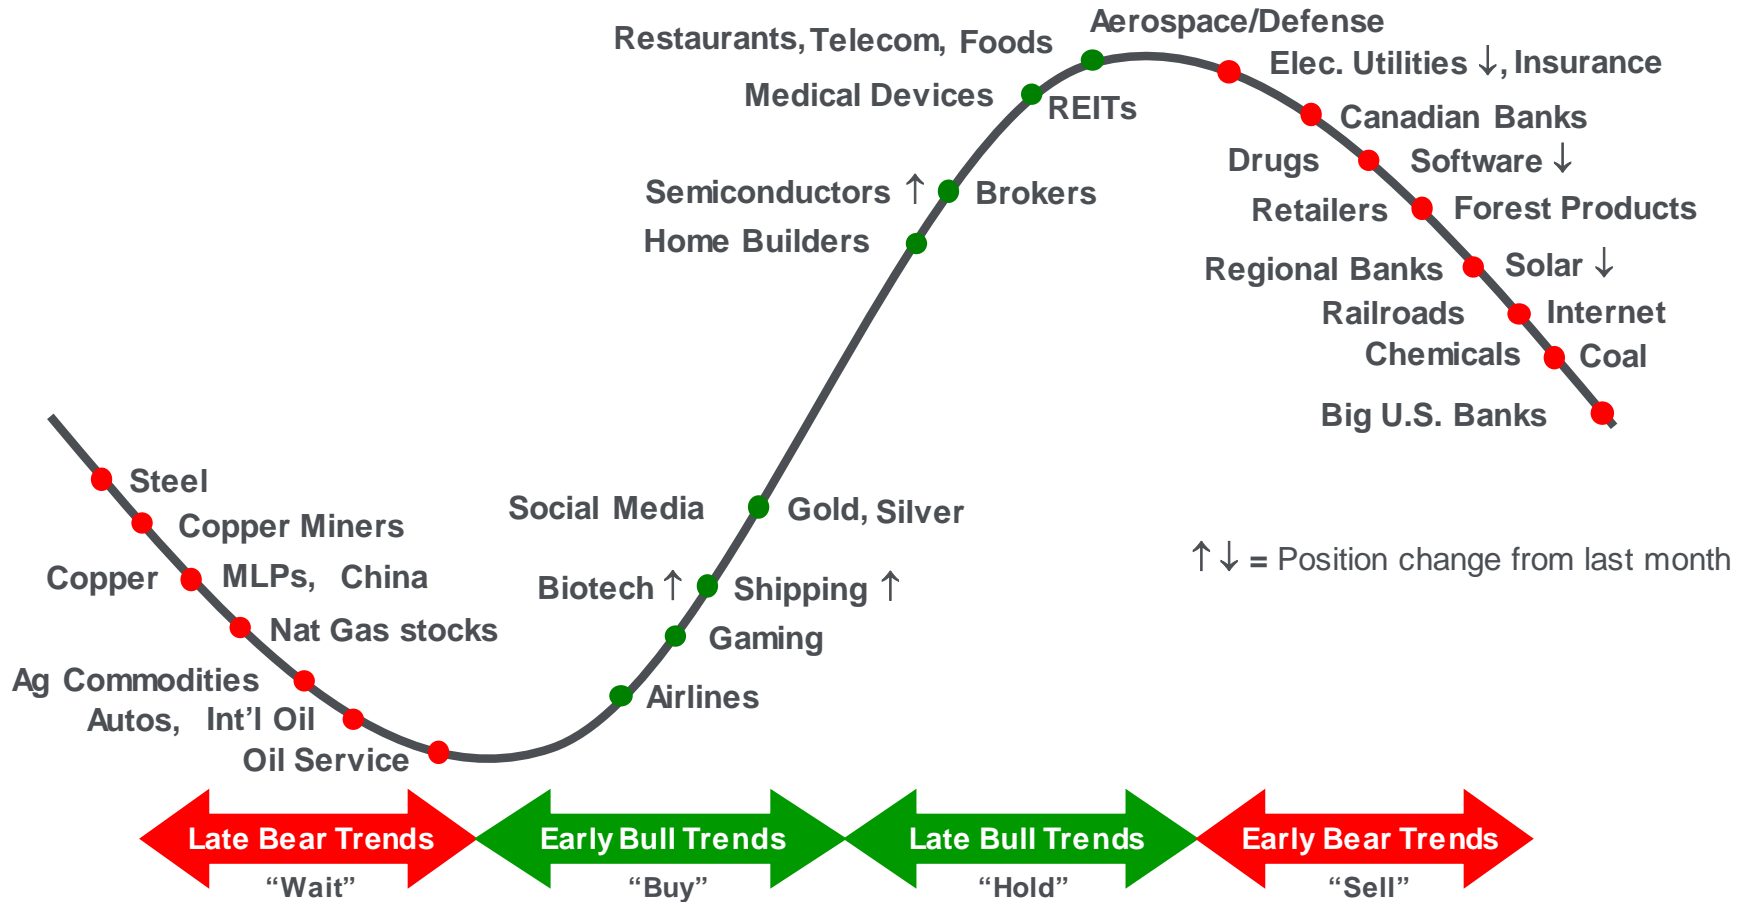 Aerospace/Defense
Restaurants, Telecom, Foods
Elec. Utilities ↓, Insurance
Medical Devices
REITs
Canadian Banks
Drugs
Software ↓
Semiconductors ↑
Brokers
Retailers
Forest Products
Home Builders
Regional Banks
Solar ↓
Railroads
Internet
Chemicals
Coal
Big U.S. Banks
Steel
Social Media
Gold, Silver
Copper Miners
↑↓ = Position change from last month
Copper
MLPs, China
Biotech ↑
Shipping ↑
Nat Gas stocks
Gaming
Ag Commodities
Airlines
Autos, Int'l Oil
Oil Service
Late Bear Trends
Early Bull Trends
Late Bull Trends
Early Bear Trends
“Wait”
“Buy”
“Hold”
“Sell”